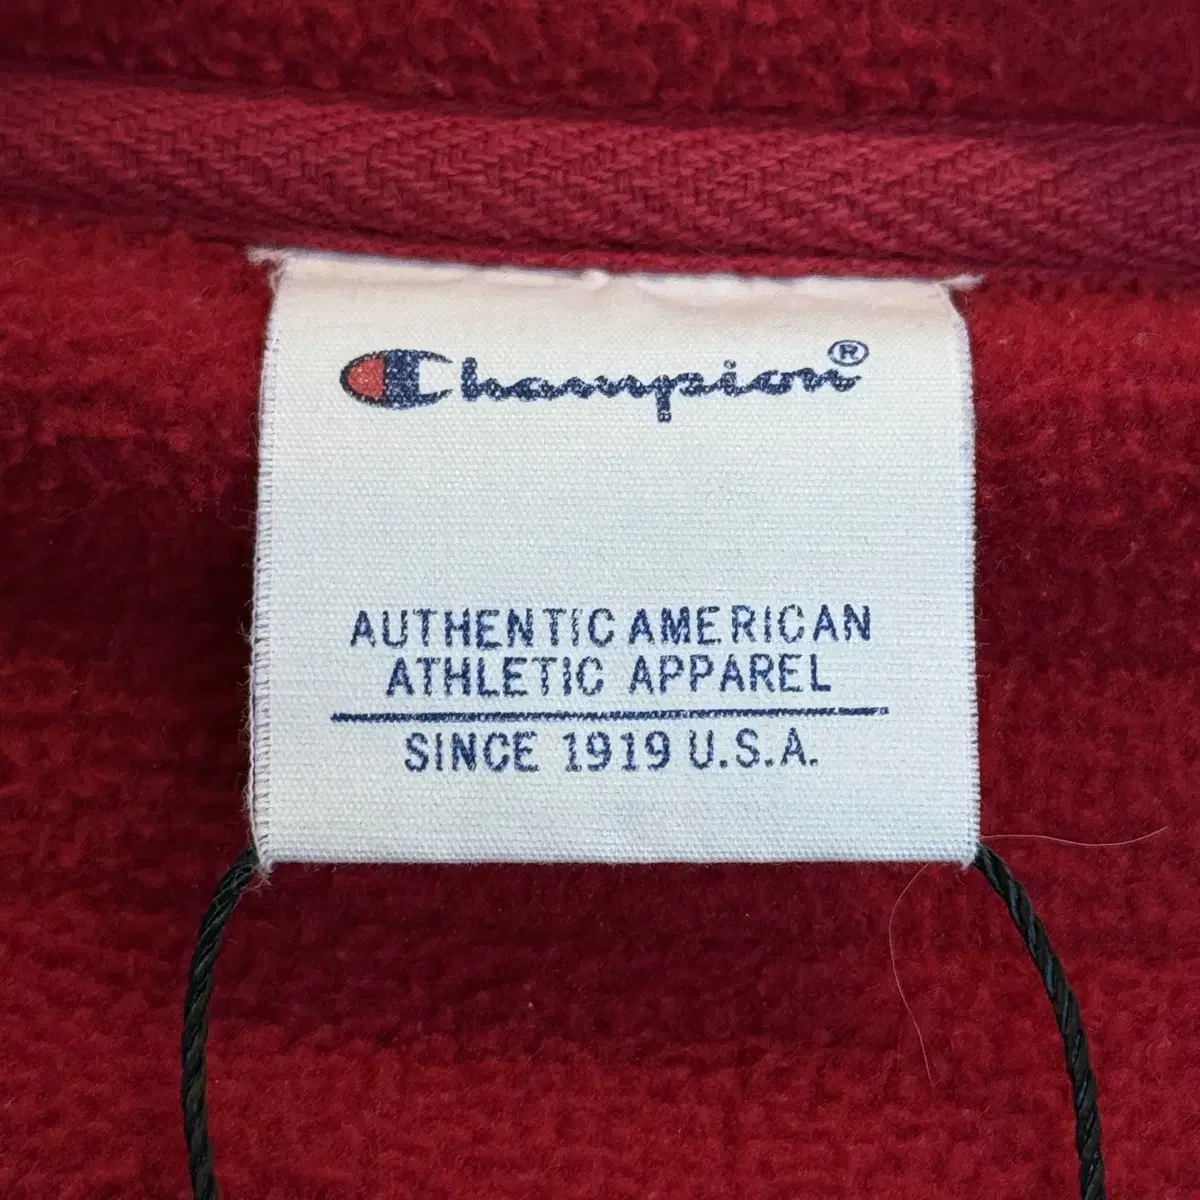 Champion®
AUTHENTIC AMERICAN
ATHLETIC APPAREL
SINCE 1919 U.S.A.